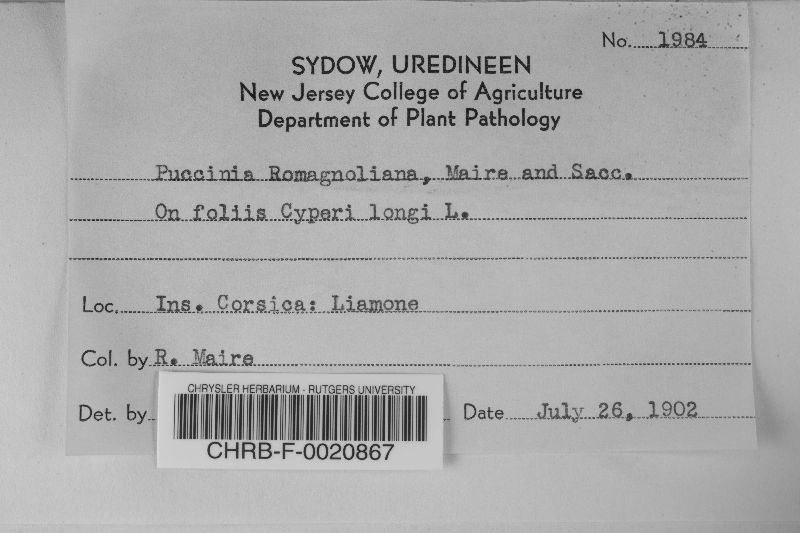 No. 1984
SYDOW, UREDINEEN
New Jersey College of Agriculture
Department of Plant Pathology
Puccinia Romagnoliana, Maire and Sacc.
On foliis Cyperi longi L.
Loc. Ins. Corsica: Liamone
Col. by R. Maire
Det. by Date July 26, 1902
CHRYSLER HERBARIUM - RUTGERS UNIVERSITY
CHRB-F-0020867